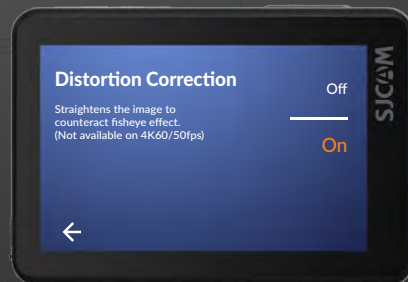 Distortion Correction
Straightens the image to
counteract fisheye effect.
(Not available on 4K60/50fps)
Off
On
SJCAM